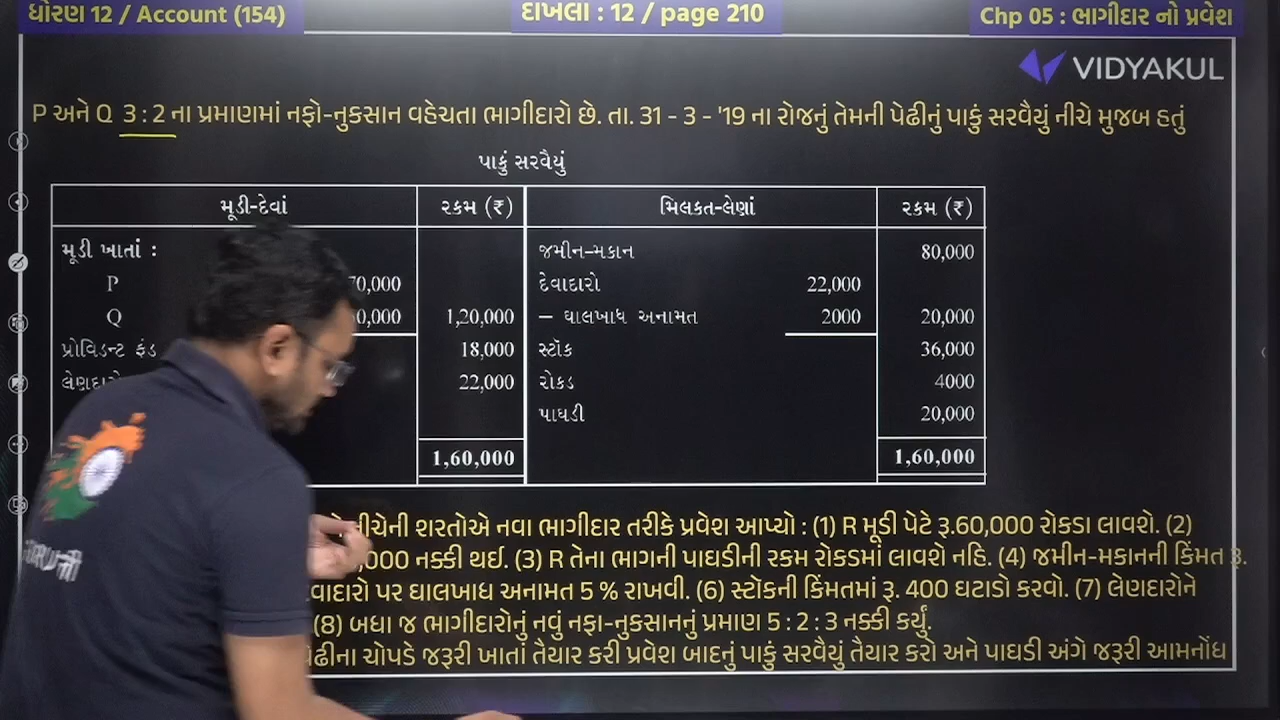 ધોરણ 12 / Account (154)
દાખલા : 12 / page 210
Chp 05 : ભાગીદાર નો પ્રવેશ
VIDYAKUL
P અને Q 3 : 2 ના પ્રમાણમાં નફો-નુકસાન વહેચતા ભાગીદારો છે. તા. 31 - 3 - '19 ના રોજનું તેમની પેઢીનું પાકું સરવૈયું નીચે મુજબ હતું
પાકું સરવૈયું
મૂડી-દેવાં રકમ (₹) મિલકત-લેણાં રકમ (₹)
મૂડી ખાતાં : જમીન-મકાન 80,000
P 70,000 દેવાદારો 22,000
Q 1,20,000 – ઘાલખાધ અનામત 2000 20,000
પ્રોવિડન્ટ ફંડ 18,000 સ્ટૉક 36,000
22,000 રોકડ 4000
પાઘડી 20,000
1,60,000 1,60,000
નીચેની શરતોએ નવા ભાગીદાર તરીકે પ્રવેશ આપ્યો : (1) R મૂડી પેટે રૂ.60,000 રોકડા લાવશે. (2)
,000 નક્કી થઇ. (3) R તેના ભાગની પાઘડીની રકમ રોકડમાં લાવશે નહિ. (4) જમીન-મકાનની કિંમત રૂ.
પર ઘાલખાધ અનામત 5 % રાખવી. (6) સ્ટૉકની કિંમતમાં રૂ. 400 ઘટાડો કરવો. (7) લેણદારોને
(8) બધા જ ભાગીદારોનું નવું નફા-નુકસાનનું પ્રમાણ 5 : 2 : 3 નક્કી કર્યું.
ચોપડે જરૂરી ખાતાં તૈયાર કરી પ્રવેશ બાદનું પાકું સરવૈયું તૈયાર કરો અને પાઘડી અંગે જરૂરી આમનોંધ